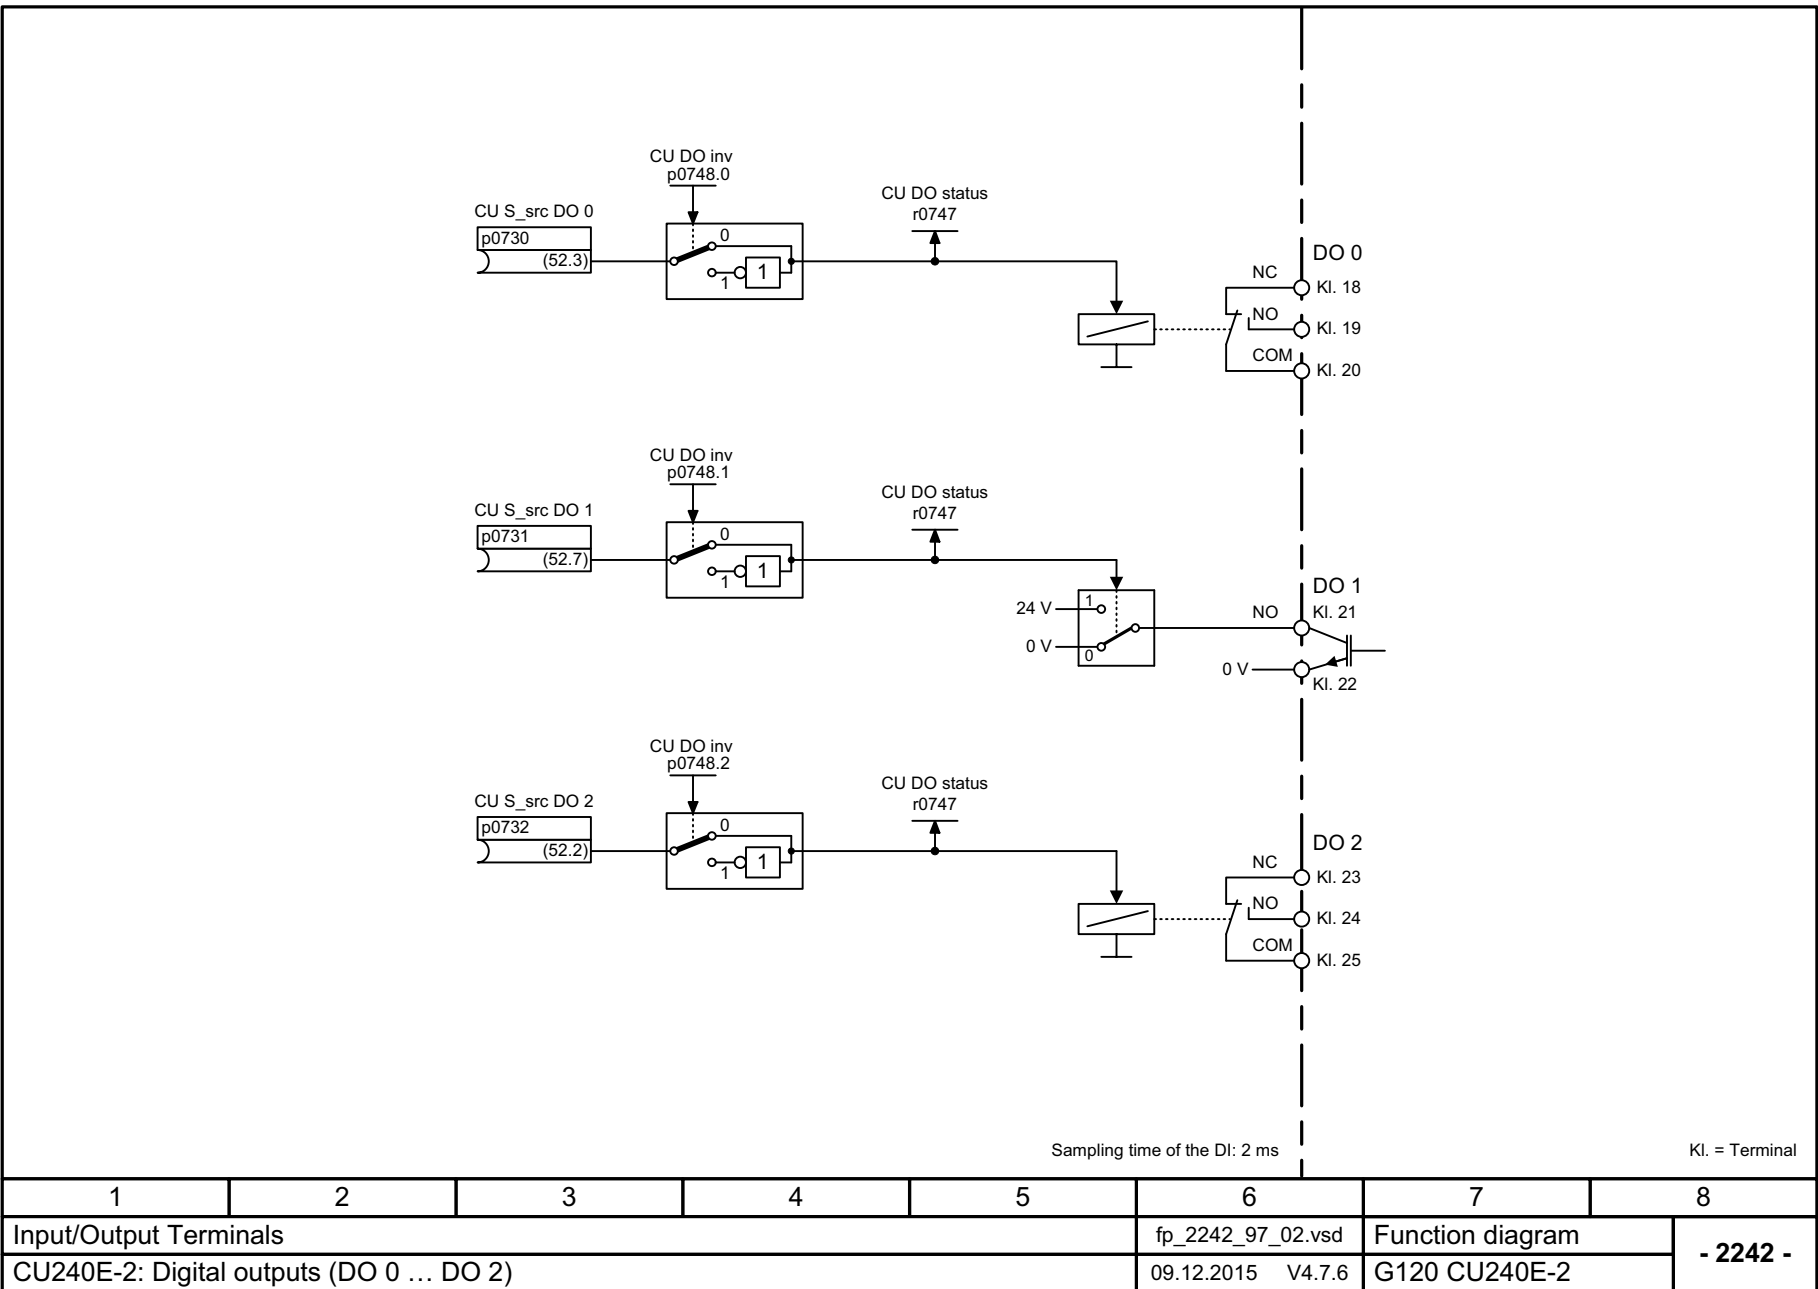 CU DO inv
p0748.0
CU S_src DO 0
p0730
(52.3)
0
1
1
CU DO status
r0747
DO 0
NC
Kl. 18
NO
Kl. 19
COM
Kl. 20
CU DO inv
p0748.1
CU S_src DO 1
p0731
(52.7)
0
1
1
CU DO status
r0747
24 V
1
0 V
0
DO 1
NO
Kl. 21
0 V
Kl. 22
CU DO inv
p0748.2
CU S_src DO 2
p0732
(52.2)
0
1
1
CU DO status
r0747
DO 2
NC
Kl. 23
NO
Kl. 24
COM
Kl. 25
Sampling time of the DI: 2 ms
Kl. = Terminal
1 2 3 4 5 6 7 8
Input/Output Terminals
fp_2242_97_02.vsd
Function diagram
- 2242 -
CU240E-2: Digital outputs (DO 0 … DO 2)
09.12.2015 V4.7.6
G120 CU240E-2